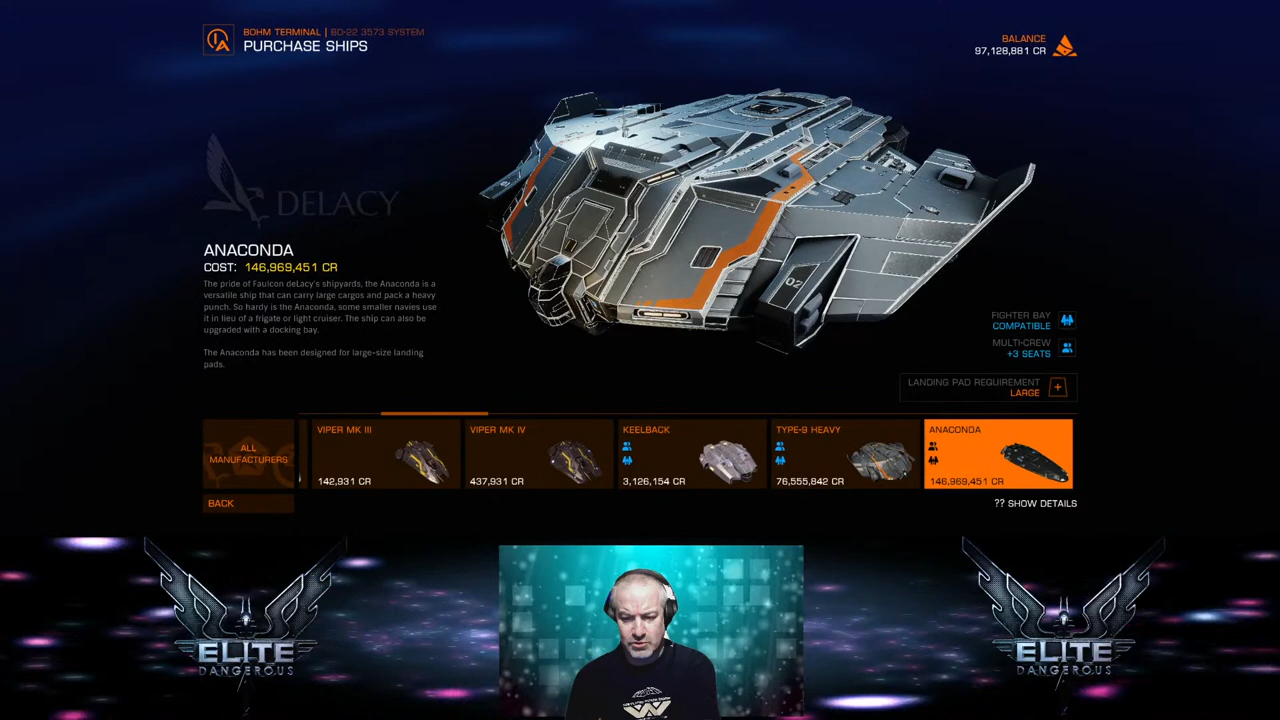 BOHM TERMINAL | BD-22 3573 SYSTEM
PURCHASE SHIPS
BALANCE
97,128,881 CR
DELACY
ANACONDA
COST: 146,969,451 CR
The pride of Faulcon deLacy's shipyards, the Anaconda is a
versatile ship that can carry large cargos and pack a heavy
punch. So hardy is the Anaconda, some smaller navies use
it in lieu of a frigate or light cruiser. The ship can also be
upgraded with a docking bay.
The Anaconda has been designed for large-size landing
pads.
02
FIGHTER BAY
COMPATIBLE
MULTI-CREW
+3 SEATS
LANDING PAD REQUIREMENT
LARGE
ALL
MANUFACTURERS
VIPER MK III
142,931 CR
VIPER MK IV
437,931 CR
KEELBACK
3,126,154 CR
TYPE-9 HEAVY
76,555,842 CR
ANACONDA
146,969,451 CR
BACK
?? SHOW DETAILS
ELITE
DANGEROUS
ELITE
DANGEROUS